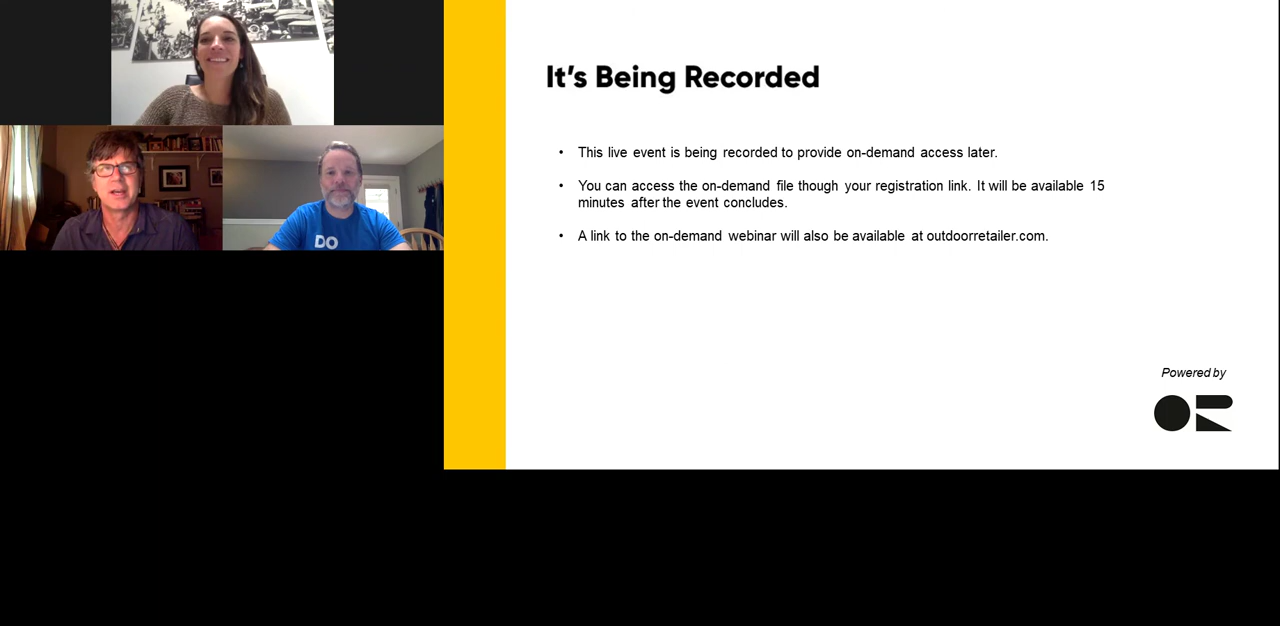 It's Being Recorded
• This live event is being recorded to provide on-demand access later.
• You can access the on-demand file though your registration link. It will be available 15
minutes after the event concludes.
• A link to the on-demand webinar will also be available at outdoorretailer.com.
Powered by
OR
DO